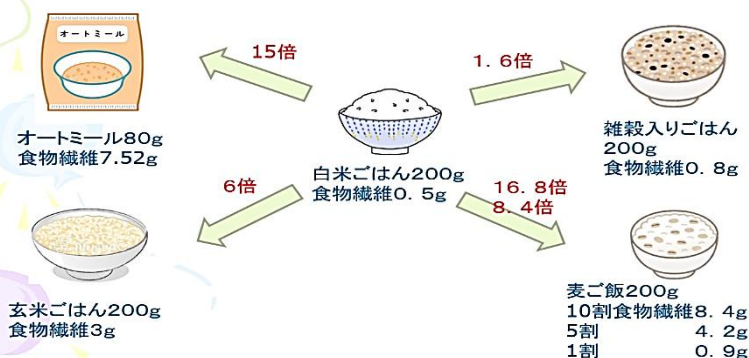 オートミール
15倍
1.6倍
オートミール80g
食物繊維7.52g
白米ごはん200g
食物繊維0.5g
雑穀入りごはん
200g
食物繊維0.8g
6倍
16.8倍
8.4倍
玄米ごはん200g
食物繊維3g
麦ご飯200g
10割食物繊維8.4g
5割 4.2g
1割 0.9g